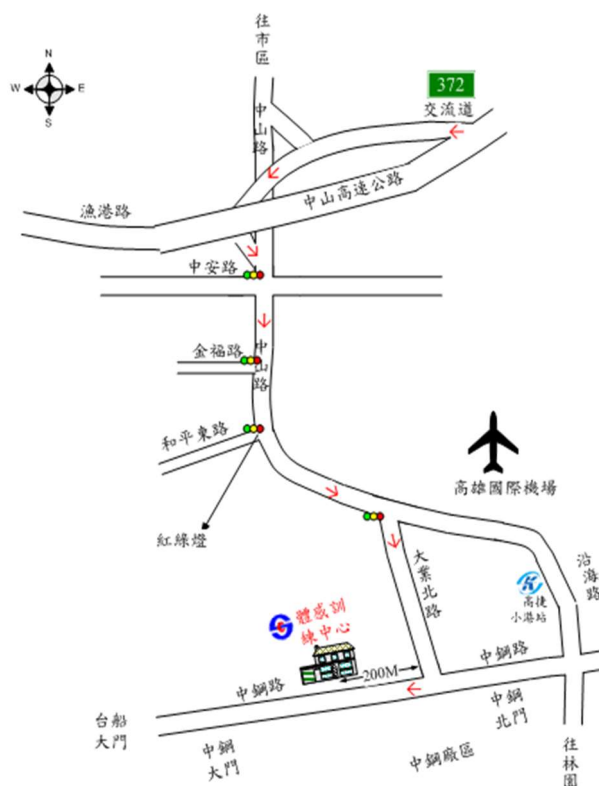 往市區
N
W
E
S
372
交流道
中山路
中山高速公路
漁港路
中安路
金福路
中山路
和平東路
高雄國際機場
紅綠燈
大業北路
沿海路
高捷
小港站
體感訓
練中心
中鋼路
200M
中鋼路
中鋼
北門
台船
大門
中鋼
大門
中鋼廠區
往林園